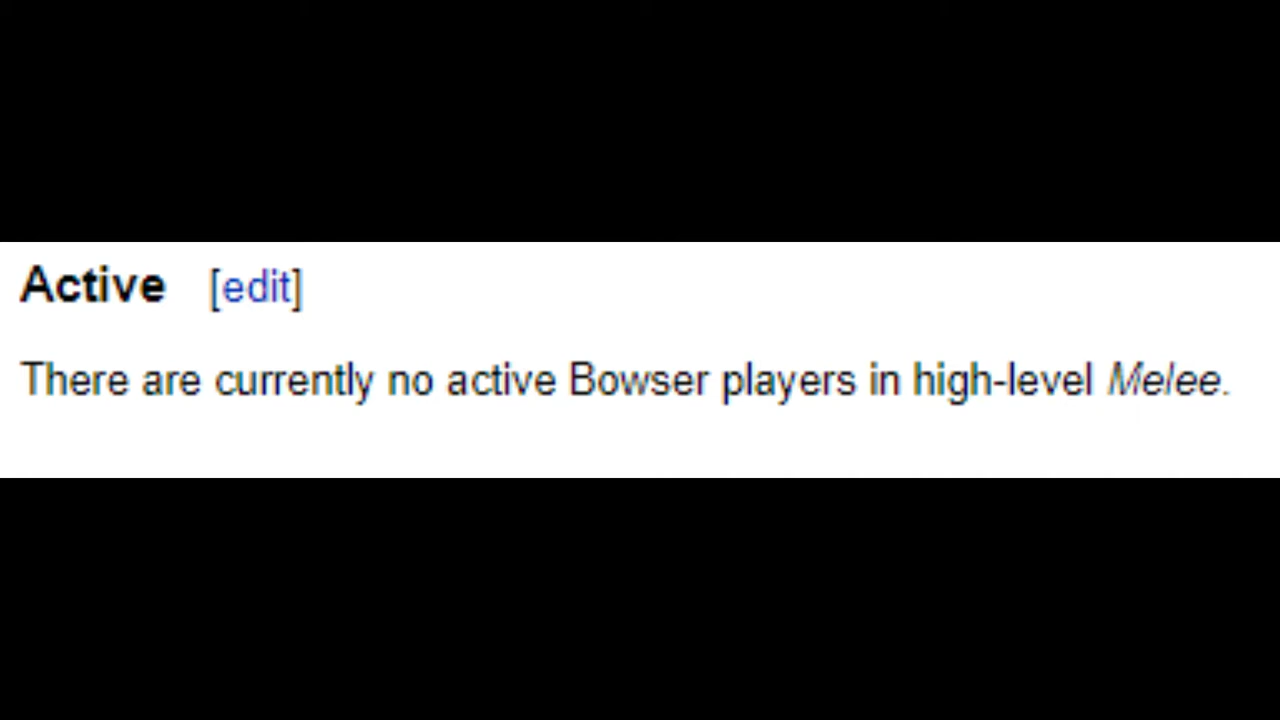 Active [edit]
There are currently no active Bowser players in high-level Melee.